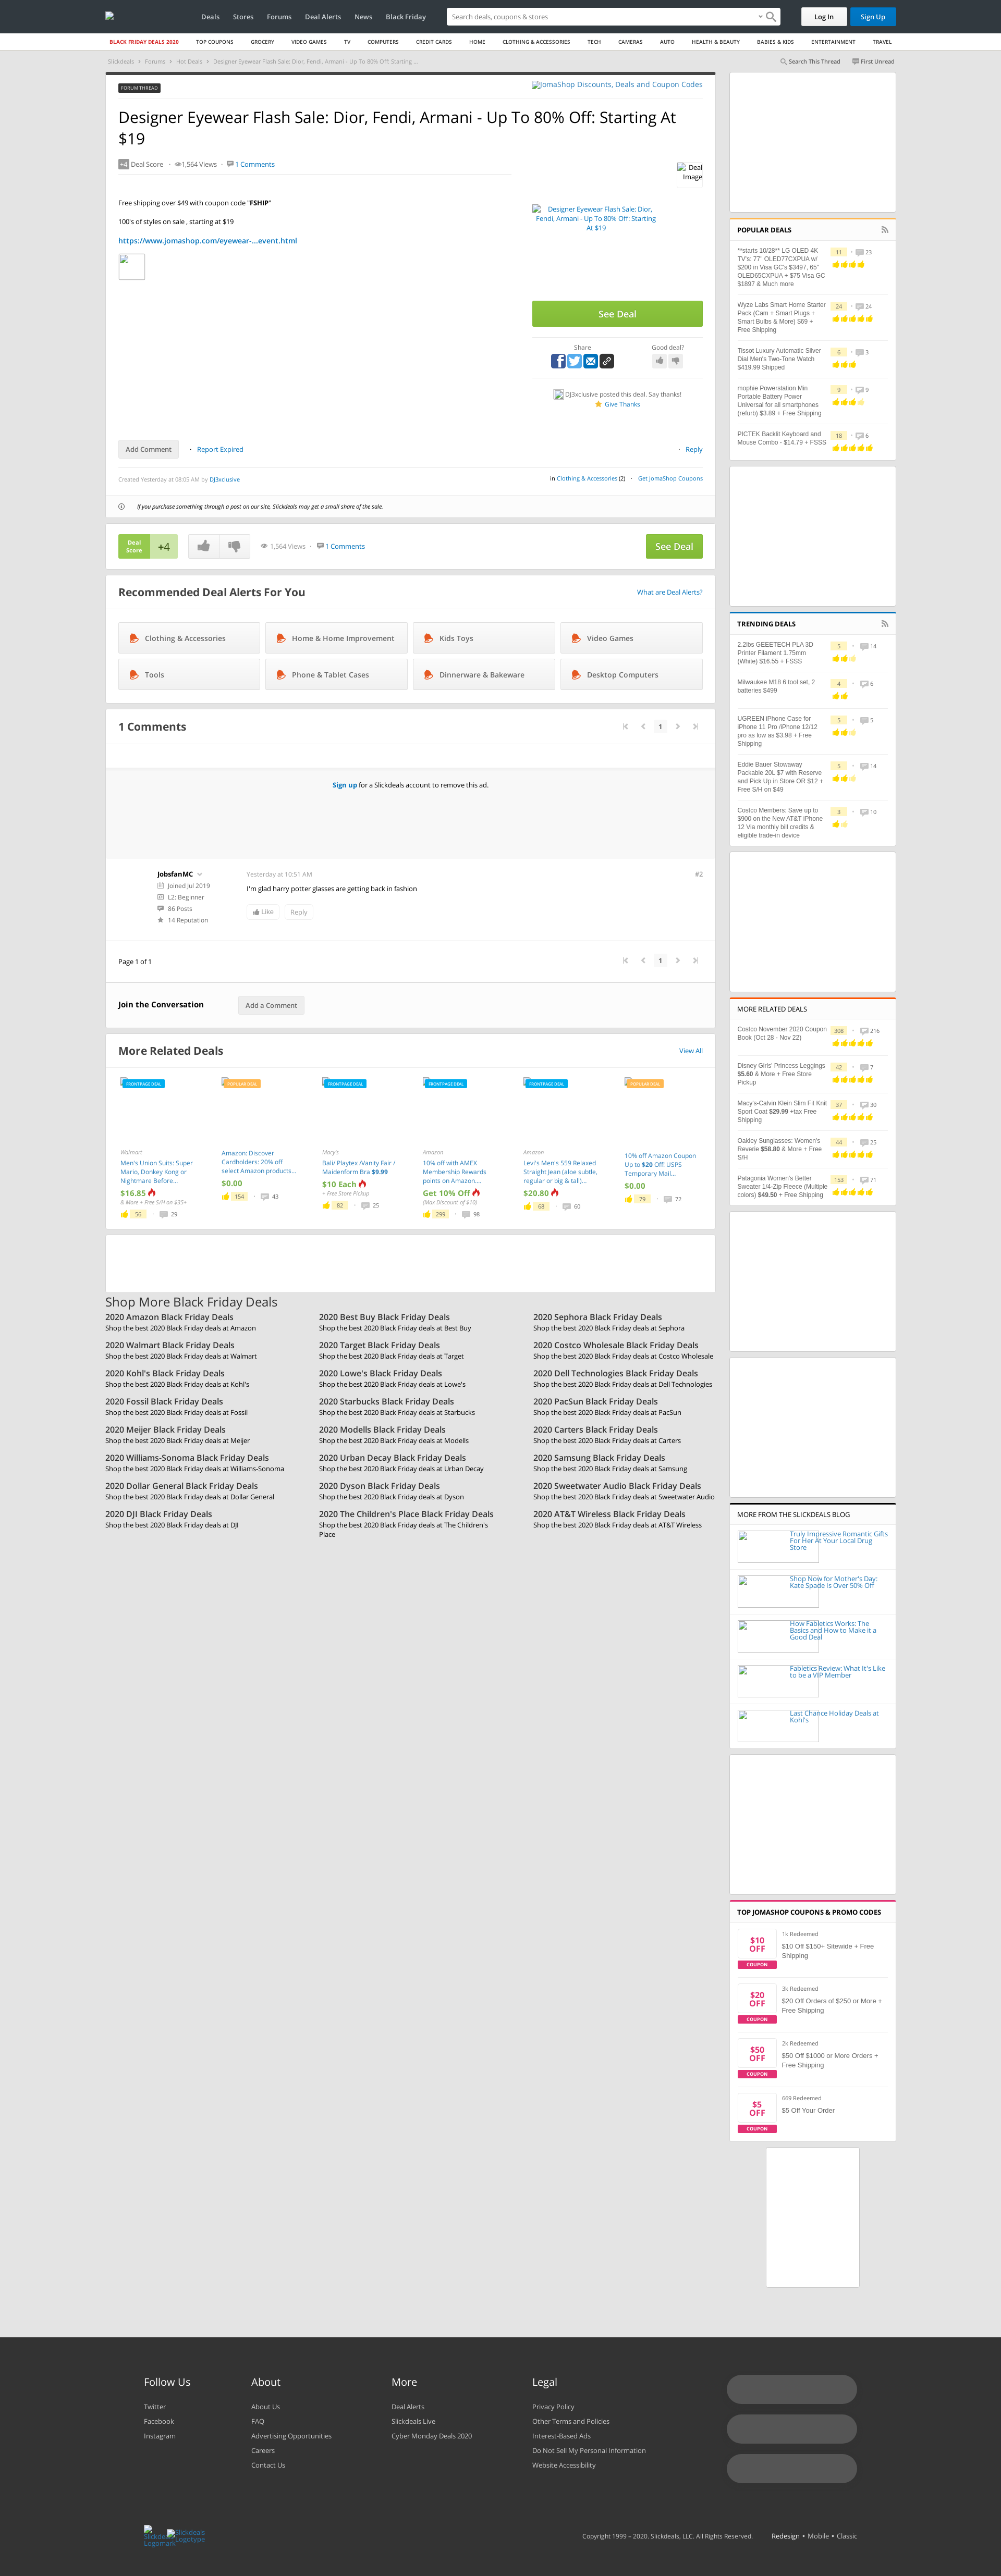 Deals Stores Forums Deal Alerts News Black Friday Search deals, coupons & stores Log In Sign Up
BLACK FRIDAY DEALS 2020 TOP COUPONS GROCERY VIDEO GAMES TV COMPUTERS CREDIT CARDS HOME CLOTHING & ACCESSORIES TECH CAMERAS AUTO HEALTH & BEAUTY BABIES & KIDS ENTERTAINMENT TRAVEL
Slickdeals Forums Hot Deals Designer Eyewear Flash Sale: Dior, Fendi, Armani - Up To 80% Off: Starting ...
Search This Thread First Unread
FORUM THREAD
JomaShop Discounts, Deals and Coupon Codes
Designer Eyewear Flash Sale: Dior, Fendi, Armani - Up To 80% Off: Starting At
$19
+4 Deal Score · 1,564 Views · 1 Comments
Deal
Image
Free shipping over $49 with coupon code "FSHIP"
100's of styles on sale , starting at $19
https://www.jomashop.com/eyewear-...event.html
Designer Eyewear Flash Sale: Dior,
Fendi, Armani - Up To 80% Off: Starting
At $19
See Deal
Share
Good deal?
DJ3xclusive posted this deal. Say thanks!
Give Thanks
Add Comment · Report Expired · Reply
Created Yesterday at 08:05 AM by DJ3xclusive
in Clothing & Accessories (2) · Get JomaShop Coupons
If you purchase something through a post on our site, Slickdeals may get a small share of the sale.
Deal
Score
+4
1,564 Views · 1 Comments
See Deal
Recommended Deal Alerts For You
What are Deal Alerts?
Clothing & Accessories
Home & Home Improvement
Kids Toys
Video Games
Tools
Phone & Tablet Cases
Dinnerware & Bakeware
Desktop Computers
1 Comments
1
Sign up for a Slickdeals account to remove this ad.
JobsfanMC
Joined Jul 2019
L2: Beginner
86 Posts
14 Reputation
Yesterday at 10:51 AM
#2
I'm glad harry potter glasses are getting back in fashion
Like
Reply
Page 1 of 1
1
Join the Conversation
Add a Comment
More Related Deals
View All
FRONTPAGE DEAL
Walmart
Men's Union Suits: Super
Mario, Donkey Kong or
Nightmare Before...
$16.85
& More + Free S/H on $35+
56 · 29
POPULAR DEAL
Amazon: Discover
Cardholders: 20% off
select Amazon products...
$0.00
154 · 43
FRONTPAGE DEAL
Macy's
Bali/ Playtex /Vanity Fair /
Maidenform Bra $9.99
$10 Each
+ Free Store Pickup
82 · 25
FRONTPAGE DEAL
Amazon
10% off with AMEX
Membership Rewards
points on Amazon....
Get 10% Off
(Max Discount of $10)
299 · 98
FRONTPAGE DEAL
Amazon
Levi's Men's 559 Relaxed
Straight Jean (aloe subtle,
regular or big & tall)...
$20.80
68 · 60
POPULAR DEAL
10% off Amazon Coupon
Up to $20 Off! USPS
Temporary Mail...
$0.00
79 · 72
Shop More Black Friday Deals
2020 Amazon Black Friday Deals
Shop the best 2020 Black Friday deals at Amazon
2020 Best Buy Black Friday Deals
Shop the best 2020 Black Friday deals at Best Buy
2020 Sephora Black Friday Deals
Shop the best 2020 Black Friday deals at Sephora
2020 Walmart Black Friday Deals
Shop the best 2020 Black Friday deals at Walmart
2020 Target Black Friday Deals
Shop the best 2020 Black Friday deals at Target
2020 Costco Wholesale Black Friday Deals
Shop the best 2020 Black Friday deals at Costco Wholesale
2020 Kohl's Black Friday Deals
Shop the best 2020 Black Friday deals at Kohl's
2020 Lowe's Black Friday Deals
Shop the best 2020 Black Friday deals at Lowe's
2020 Dell Technologies Black Friday Deals
Shop the best 2020 Black Friday deals at Dell Technologies
2020 Fossil Black Friday Deals
Shop the best 2020 Black Friday deals at Fossil
2020 Starbucks Black Friday Deals
Shop the best 2020 Black Friday deals at Starbucks
2020 PacSun Black Friday Deals
Shop the best 2020 Black Friday deals at PacSun
2020 Meijer Black Friday Deals
Shop the best 2020 Black Friday deals at Meijer
2020 Modells Black Friday Deals
Shop the best 2020 Black Friday deals at Modells
2020 Carters Black Friday Deals
Shop the best 2020 Black Friday deals at Carters
2020 Williams-Sonoma Black Friday Deals
Shop the best 2020 Black Friday deals at Williams-Sonoma
2020 Urban Decay Black Friday Deals
Shop the best 2020 Black Friday deals at Urban Decay
2020 Samsung Black Friday Deals
Shop the best 2020 Black Friday deals at Samsung
2020 Dollar General Black Friday Deals
Shop the best 2020 Black Friday deals at Dollar General
2020 Dyson Black Friday Deals
Shop the best 2020 Black Friday deals at Dyson
2020 Sweetwater Audio Black Friday Deals
Shop the best 2020 Black Friday deals at Sweetwater Audio
2020 DJI Black Friday Deals
Shop the best 2020 Black Friday deals at DJI
2020 The Children's Place Black Friday Deals
Shop the best 2020 Black Friday deals at The Children's
Place
2020 AT&T Wireless Black Friday Deals
Shop the best 2020 Black Friday deals at AT&T Wireless
POPULAR DEALS
**starts 10/28** LG OLED 4K
TV's: 77" OLED77CXPUA w/
$200 in Visa GC's $3497, 65"
OLED65CXPUA + $75 Visa GC
$1897 & Much more
11 · 23
Wyze Labs Smart Home Starter
Pack (Cam + Smart Plugs +
Smart Bulbs & More) $69 +
Free Shipping
24 · 24
Tissot Luxury Automatic Silver
Dial Men's Two-Tone Watch
$419.99 Shipped
6 · 3
mophie Powerstation Min
Portable Battery Power
Universal for all smartphones
(refurb) $3.89 + Free Shipping
9 · 9
PICTEK Backlit Keyboard and
Mouse Combo - $14.79 + FSSS
18 · 6
TRENDING DEALS
2.2lbs GEEETECH PLA 3D
Printer Filament 1.75mm
(White) $16.55 + FSSS
5 · 14
Milwaukee M18 6 tool set, 2
batteries $499
4 · 6
UGREEN iPhone Case for
iPhone 11 Pro /iPhone 12/12
pro as low as $3.98 + Free
Shipping
5 · 5
Eddie Bauer Stowaway
Packable 20L $7 with Reserve
and Pick Up in Store OR $12 +
Free S/H on $49
5 · 14
Costco Members: Save up to
$900 on the New AT&T iPhone
12 Via monthly bill credits &
eligible trade-in device
3 · 10
MORE RELATED DEALS
Costco November 2020 Coupon
Book (Oct 28 - Nov 22)
308 · 216
Disney Girls' Princess Leggings
$5.60 & More + Free Store
Pickup
42 · 7
Macy's-Calvin Klein Slim Fit Knit
Sport Coat $29.99 +tax Free
Shipping
37 · 30
Oakley Sunglasses: Women's
Reverie $58.80 & More + Free
S/H
44 · 25
Patagonia Women's Better
Sweater 1/4-Zip Fleece (Multiple
colors) $49.50 + Free Shipping
153 · 71
MORE FROM THE SLICKDEALS BLOG
Truly Impressive Romantic Gifts
For Her At Your Local Drug
Store
Shop Now for Mother's Day:
Kate Spade Is Over 50% Off
How Fabletics Works: The
Basics and How to Make it a
Good Deal
Fabletics Review: What It's Like
to be a VIP Member
Last Chance Holiday Deals at
Kohl's
TOP JOMASHOP COUPONS & PROMO CODES
$10
OFF
COUPON
1k Redeemed
$10 Off $150+ Sitewide + Free
Shipping
$20
OFF
COUPON
3k Redeemed
$20 Off Orders of $250 or More +
Free Shipping
$50
OFF
COUPON
2k Redeemed
$50 Off $1000 or More Orders +
Free Shipping
$5
OFF
COUPON
669 Redeemed
$5 Off Your Order
Follow Us
Twitter
Facebook
Instagram
About
About Us
FAQ
Advertising Opportunities
Careers
Contact Us
More
Deal Alerts
Slickdeals Live
Cyber Monday Deals 2020
Legal
Privacy Policy
Other Terms and Policies
Interest-Based Ads
Do Not Sell My Personal Information
Website Accessibility
Slickdeals
Logomark
Slickdeals
Logotype
Copyright 1999 – 2020. Slickdeals, LLC. All Rights Reserved.
Redesign • Mobile • Classic